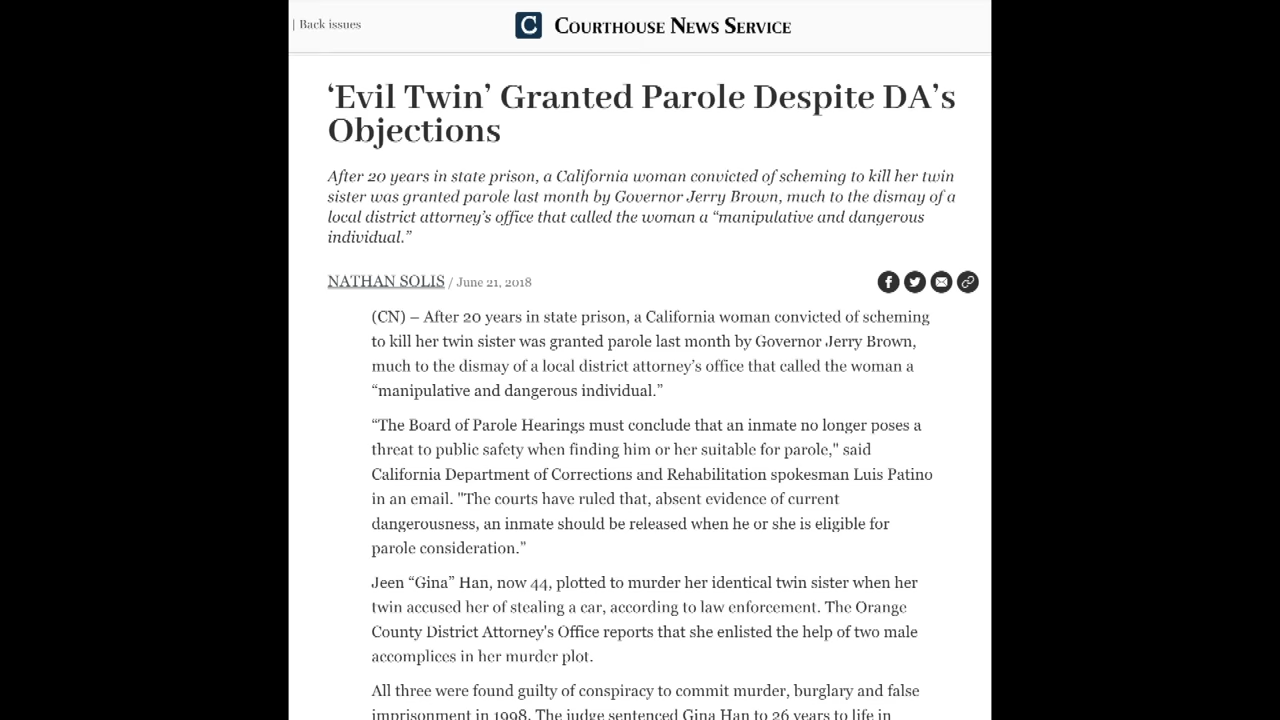 | Back issues
C COURTHOUSE NEWS SERVICE
‘Evil Twin’ Granted Parole Despite DA’s
Objections
After 20 years in state prison, a California woman convicted of scheming to kill her twin
sister was granted parole last month by Governor Jerry Brown, much to the dismay of a
local district attorney’s office that called the woman a “manipulative and dangerous
individual.”
NATHAN SOLIS / June 21, 2018
(CN) – After 20 years in state prison, a California woman convicted of scheming
to kill her twin sister was granted parole last month by Governor Jerry Brown,
much to the dismay of a local district attorney’s office that called the woman a
“manipulative and dangerous individual.”
“The Board of Parole Hearings must conclude that an inmate no longer poses a
threat to public safety when finding him or her suitable for parole," said
California Department of Corrections and Rehabilitation spokesman Luis Patino
in an email. "The courts have ruled that, absent evidence of current
dangerousness, an inmate should be released when he or she is eligible for
parole consideration.”
Jeen “Gina” Han, now 44, plotted to murder her identical twin sister when her
twin accused her of stealing a car, according to law enforcement. The Orange
County District Attorney's Office reports that she enlisted the help of two male
accomplices in her murder plot.
All three were found guilty of conspiracy to commit murder, burglary and false
imprisonment in 1998. The judge sentenced Gina Han to 26 years to life in